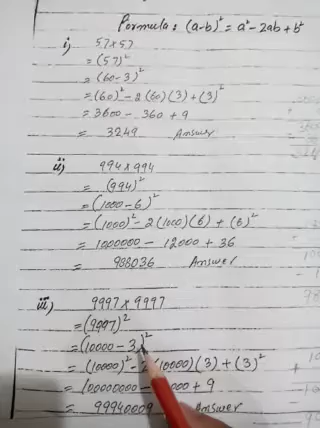 Formula: (a-b)² = a² - 2ab + b²
i) 57 × 57
= (57)²
= (60-3)²
= (60)² - 2(60)(3) + (3)²
= 3600 - 360 + 9
= 3249 Answer
ii) 994 × 994
= (994)²
= (1000-6)²
= (1000)² - 2(1000)(6) + (6)²
= 1000000 - 12000 + 36
= 988036 Answer
iii) 9997 × 9997
= (9997)²
= (10000 - 3)²
= (10000)² - (10000)(3) + (3)²
= 100000000 - + 9
= 99940009 Answer